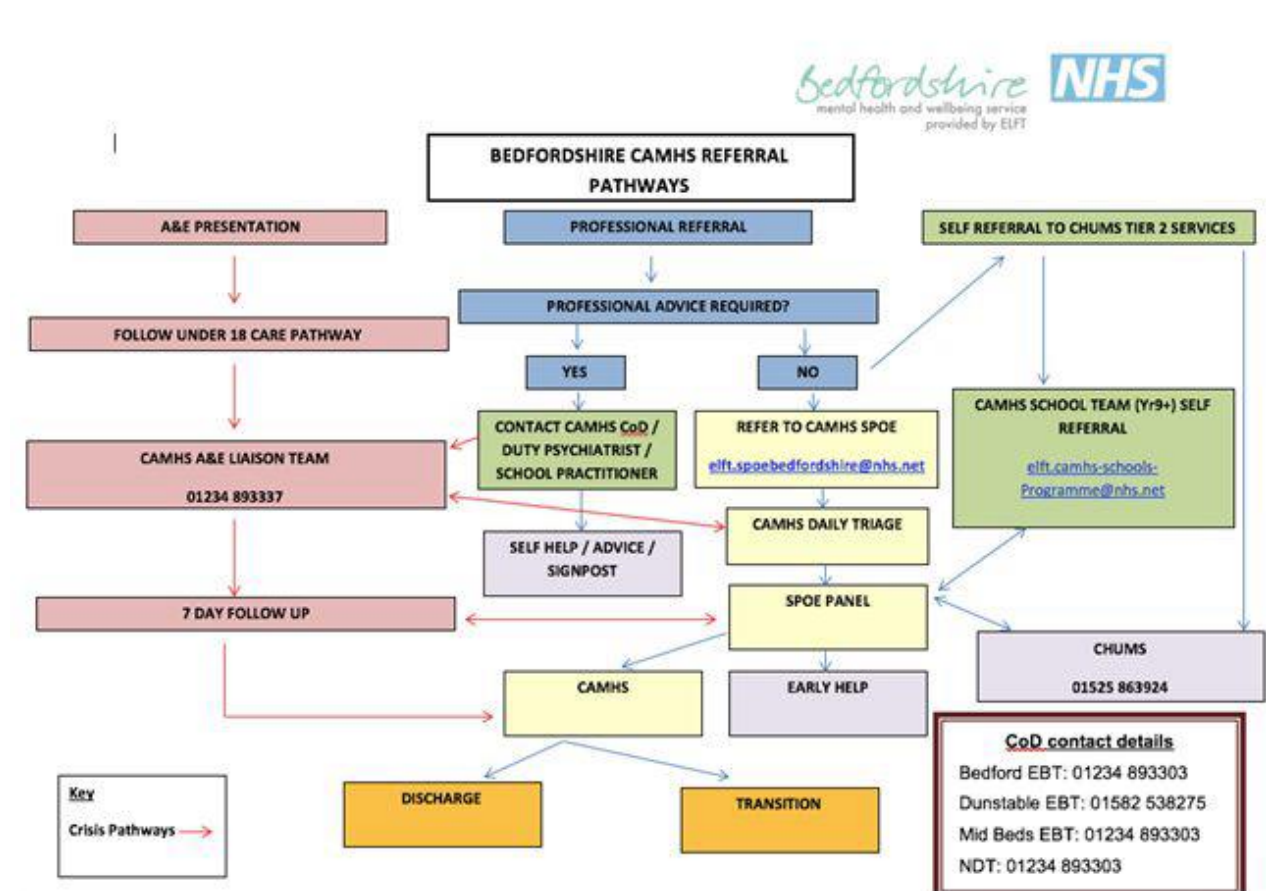 Bedfordshire
mental health and wellbeing service
provided by ELFT
NHS
BEDFORDSHIRE CAMHS REFERRAL
PATHWAYS
A&E PRESENTATION
PROFESSIONAL REFERRAL
SELF REFERRAL TO CHUMS TIER 2 SERVICES
PROFESSIONAL ADVICE REQUIRED?
FOLLOW UNDER 18 CARE PATHWAY
YES
NO
CONTACT CAMHS CoD /
DUTY PSYCHIATRIST /
SCHOOL PRACTITIONER
REFER TO CAMHS SPOE
elft.spoebedfordshire@nhs.net
CAMHS SCHOOL TEAM (Yr9+) SELF
REFERRAL
elft.camhs-schools-
Programme@nhs.net
CAMHS A&E LIAISON TEAM
01234 893337
CAMHS DAILY TRIAGE
SELF HELP / ADVICE /
SIGNPOST
7 DAY FOLLOW UP
SPOE PANEL
CHUMS
01525 863924
CAMHS
EARLY HELP
DISCHARGE
TRANSITION
Key
Crisis Pathways
CoD contact details
Bedford EBT: 01234 893303
Dunstable EBT: 01582 538275
Mid Beds EBT: 01234 893303
NDT: 01234 893303